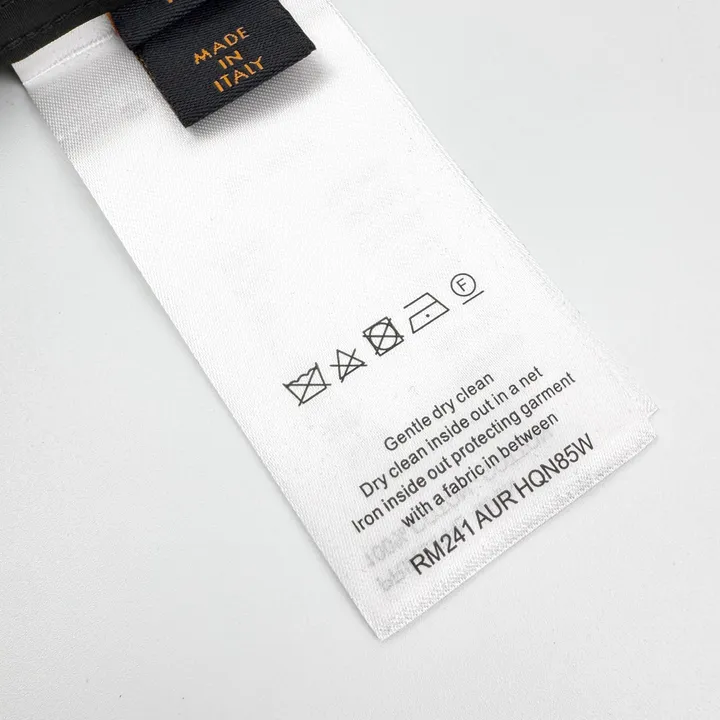 MADE
IN
ITALY
F
Gentle dry clean
Dry clean inside out in a net
Iron inside out protecting garment
with a fabric in between
RM241 AUR HQN85W